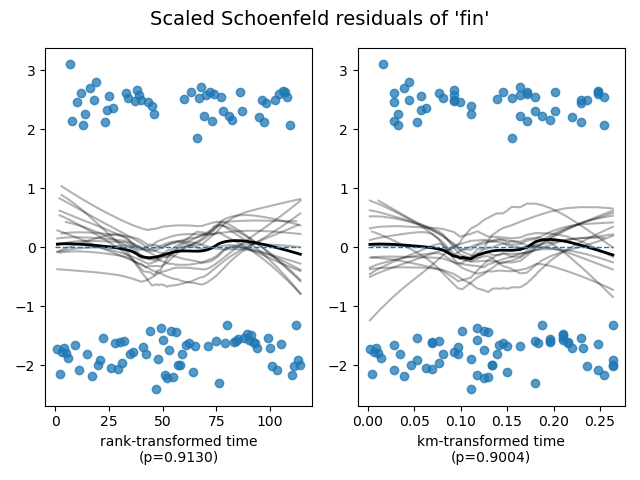 Scaled Schoenfeld residuals of 'fin'
3
2
1
0
−1
−2
0 25 50 75 100
rank-transformed time
(p=0.9130)
3
2
1
0
−1
−2
0.00 0.05 0.10 0.15 0.20 0.25
km-transformed time
(p=0.9004)